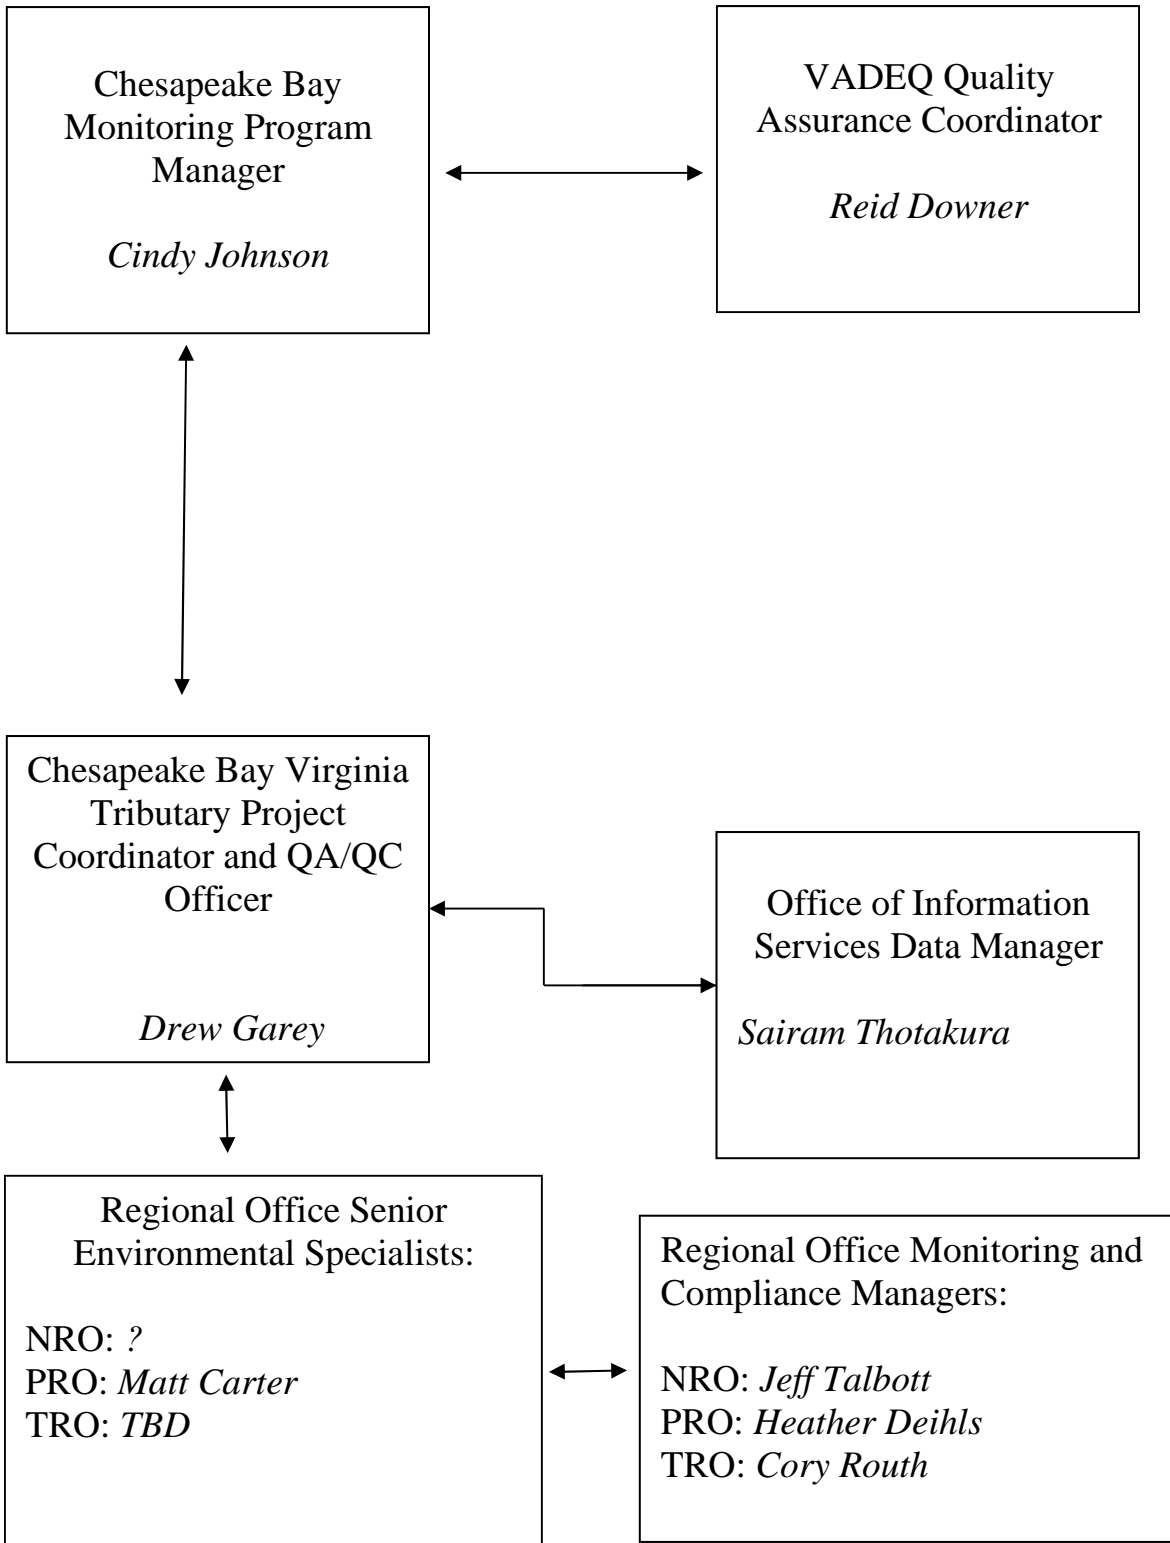 Chesapeake Bay
Monitoring Program
Manager
Cindy Johnson
VADEQ Quality
Assurance Coordinator
Reid Downer
Chesapeake Bay Virginia
Tributary Project
Coordinator and QA/QC
Officer
Drew Garey
Office of Information
Services Data Manager
Sairam Thotakura
Regional Office Senior
Environmental Specialists:
NRO: ?
PRO: Matt Carter
TRO: TBD
Regional Office Monitoring and
Compliance Managers:
NRO: Jeff Talbott
PRO: Heather Deihls
TRO: Cory Routh